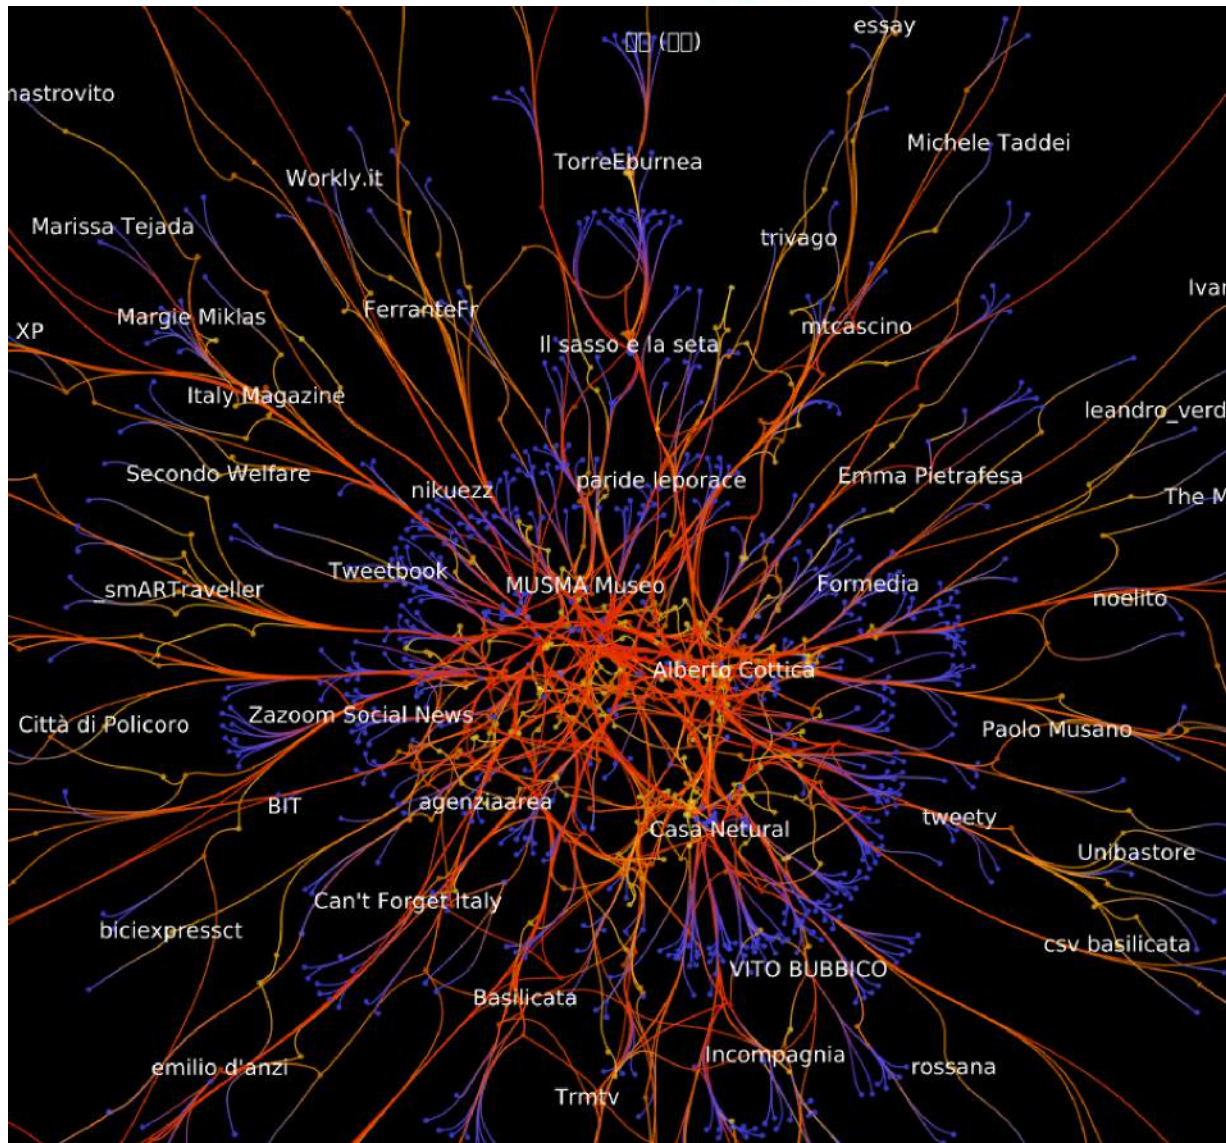 essay
mastrovito
Michele Taddei
TorreEburnea
Workly.it
Marissa Tejada
trivago
Ivan
FerranteFr
Margie Miklas
mtcascino
XP
Il sasso e la seta
Italy Magazine
leandro_verd
Secondo Welfare
Emma Pietrafesa
paride leporace
nikuezz
The M
Tweetbook
MUSMA Museo
Formedia
_smARTraveller
noelito
Alberto Cottica
Zazoom Social News
Città di Policoro
Paolo Musano
BIT
agenziaarea
tweety
Casa Netural
Unibastore
Can't Forget Italy
biciexpressct
csv basilicata
VITO BUBBICO
Basilicata
Incompagnia
emilio d'anzi
rossana
Trmtv